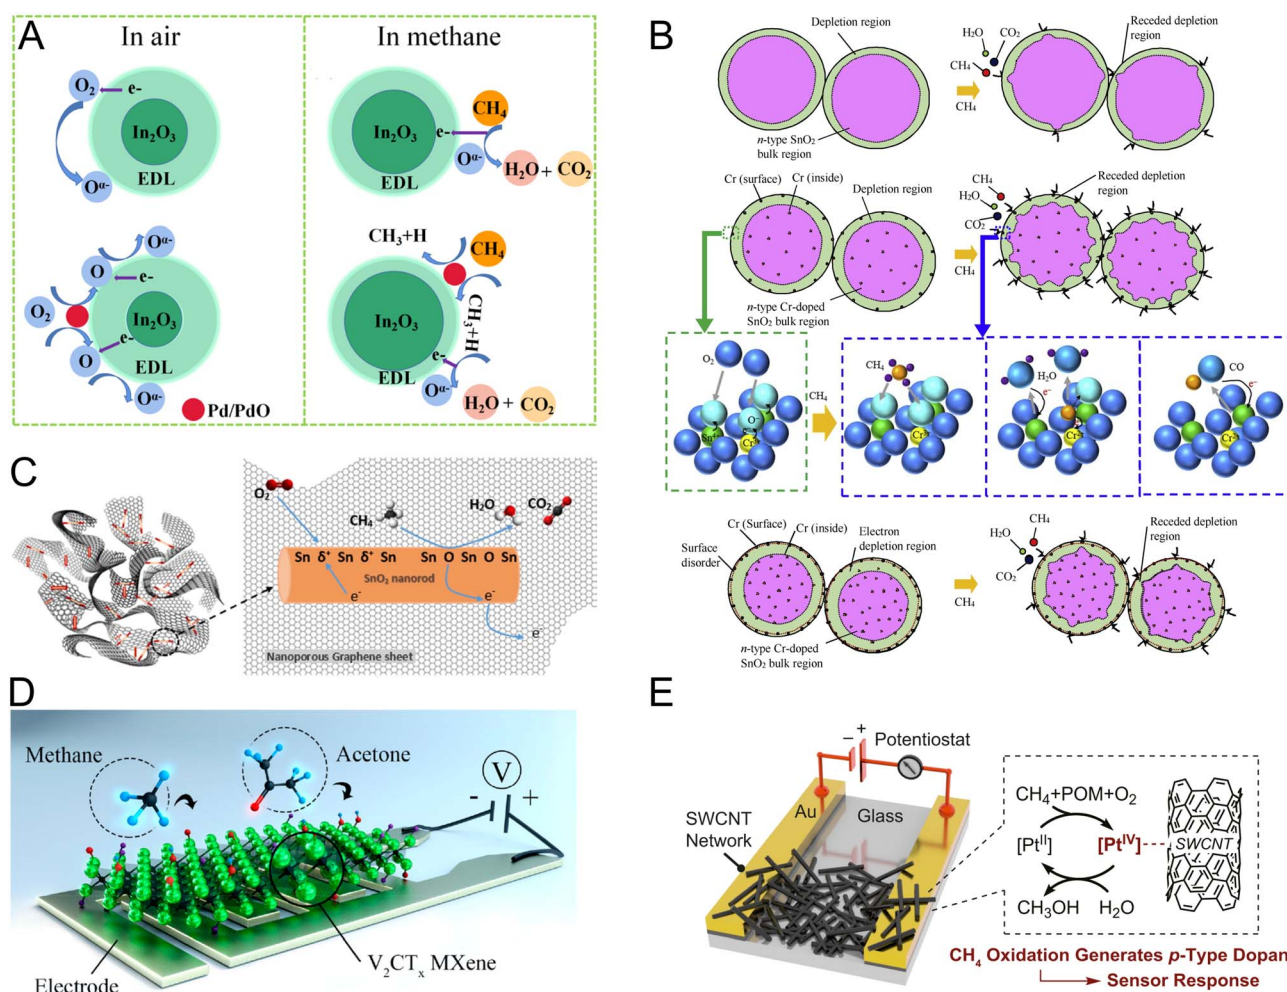 A
In air
In methane
O₂
e-
In₂O₃
EDL
Oᵅ⁻
CH₄
e-
In₂O₃
Oᵅ⁻
EDL
H₂O + CO₂
Oᵅ⁻
O
e-
O₂
In₂O₃
e-
O
EDL
Oᵅ⁻
Pd/PdO
CH₃+H
CH₄
CH₃+H
In₂O₃
e-
EDL
Oᵅ⁻
H₂O + CO₂
B
Depletion region
n-type SnO₂
bulk region
H₂O
CO₂
CH₄
CH₄
Receded depletion
region
Cr (surface)
Cr (inside)
Depletion region
n-type Cr-doped
SnO₂ bulk region
CH₄
H₂O
CO₂
CH₄
Receded depletion
region
O₂
O⁻
CH₄
CH₄
H₂O
e⁻
CO
e⁻
Cr (Surface)
Cr (inside)
Surface
disorder
Electron
depletion region
n-type Cr-doped
SnO₂ bulk region
CH₄
CH₄
H₂O
CO₂
Receded depletion
region
C
O₂
CH₄
H₂O
CO₂
Sn δ⁺ Sn δ⁺ Sn Sn O Sn O Sn
SnO₂ nanorod
e⁻
e⁻
e⁻
Nanoporous Graphene sheet
D
Methane
Acetone
V
- +
V₂CTₓ MXene
Electrode
E
− +
Potentiostat
Au
Glass
SWCNT
Network
CH₄+POM+O₂
[Ptᴵᴵ]
[Ptᴵⱽ]
SWCNT
CH₃OH
H₂O
CH₄ Oxidation Generates p-Type Dopan
Sensor Response